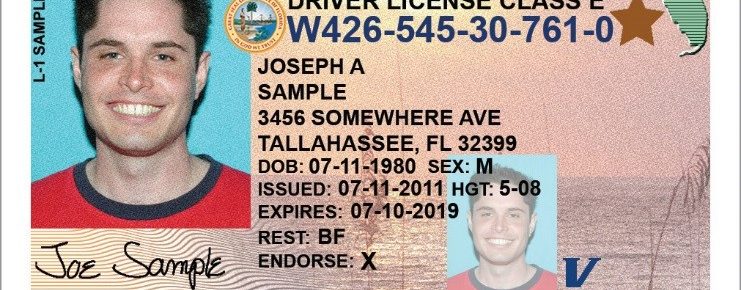 DRIVER LICENSE CLASS E
W426-545-30-761-0
L-1 SAMPL
JOSEPH A
SAMPLE
3456 SOMEWHERE AVE
TALLAHASSEE, FL 32399
DOB: 07-11-1980 SEX: M
ISSUED: 07-11-2011 HGT: 5-08
EXPIRES: 07-10-2019
REST: BF
ENDORSE: X
Joe Sample
V